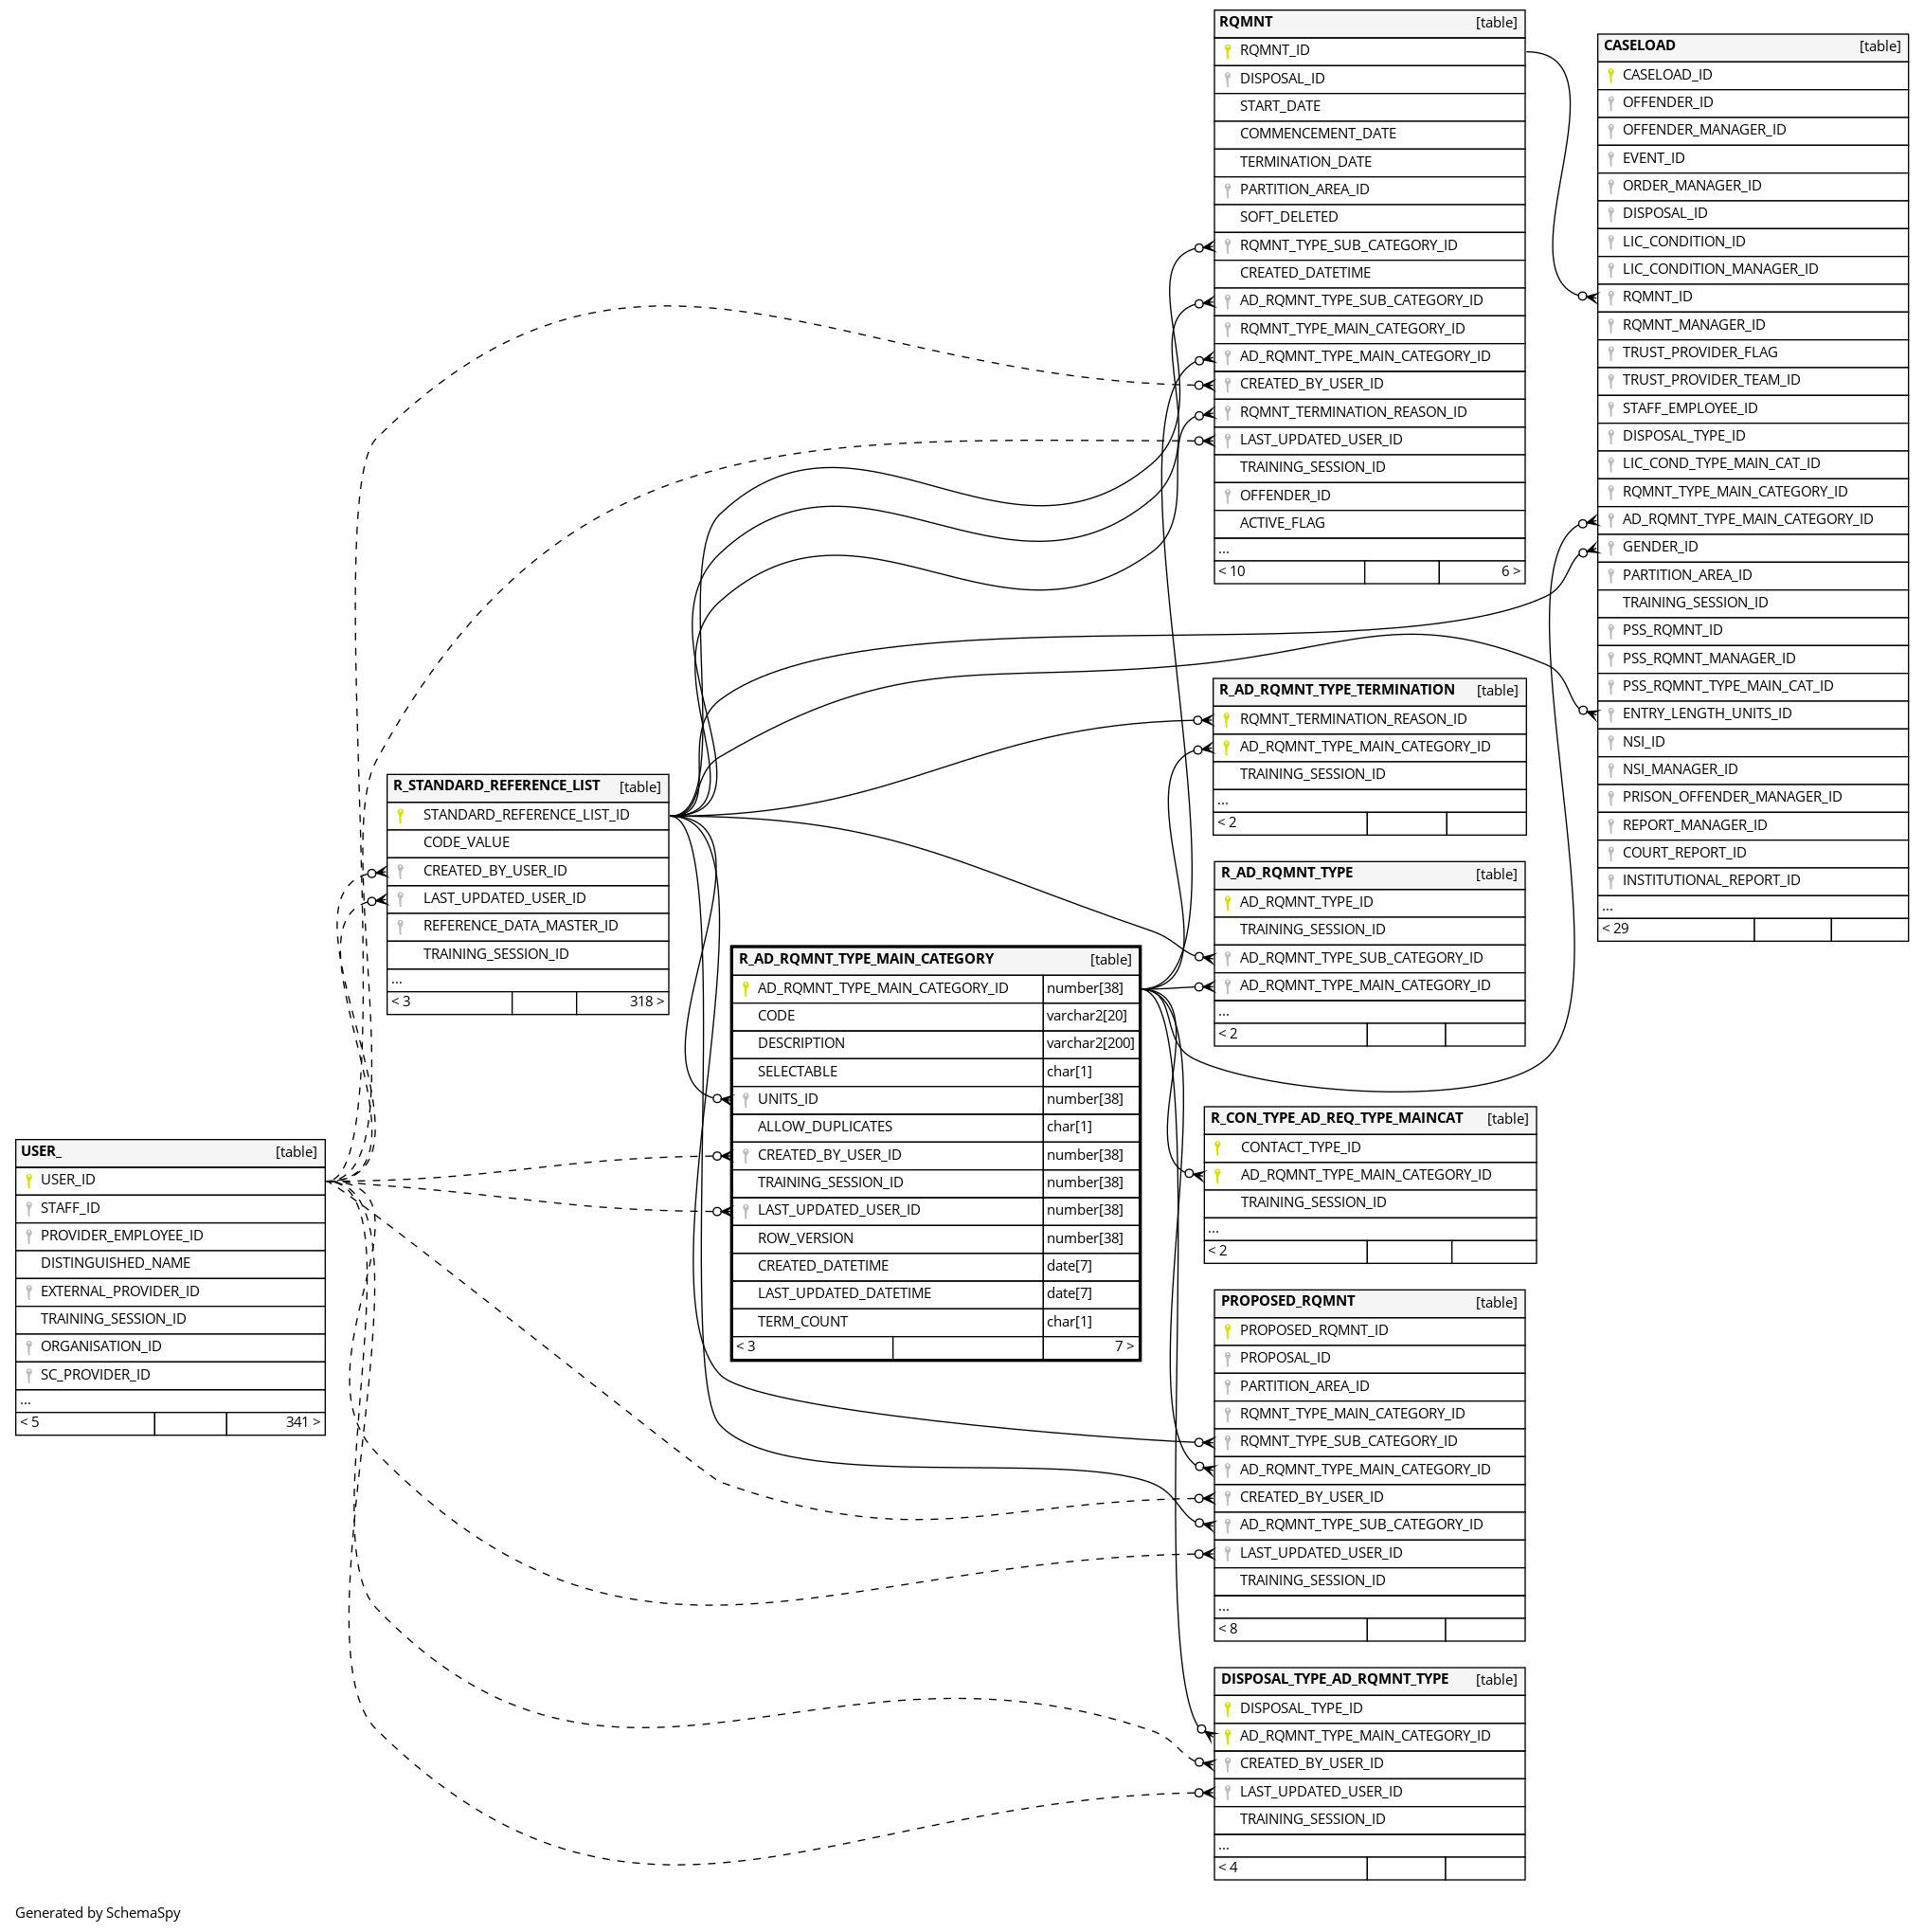 RQMNT [table]
RQMNT_ID
DISPOSAL_ID
START_DATE
COMMENCEMENT_DATE
TERMINATION_DATE
PARTITION_AREA_ID
SOFT_DELETED
RQMNT_TYPE_SUB_CATEGORY_ID
CREATED_DATETIME
AD_RQMNT_TYPE_SUB_CATEGORY_ID
RQMNT_TYPE_MAIN_CATEGORY_ID
AD_RQMNT_TYPE_MAIN_CATEGORY_ID
CREATED_BY_USER_ID
RQMNT_TERMINATION_REASON_ID
LAST_UPDATED_USER_ID
TRAINING_SESSION_ID
OFFENDER_ID
ACTIVE_FLAG
...
< 10 6 >
CASELOAD [table]
CASELOAD_ID
OFFENDER_ID
OFFENDER_MANAGER_ID
EVENT_ID
ORDER_MANAGER_ID
DISPOSAL_ID
LIC_CONDITION_ID
LIC_CONDITION_MANAGER_ID
RQMNT_ID
RQMNT_MANAGER_ID
TRUST_PROVIDER_FLAG
TRUST_PROVIDER_TEAM_ID
STAFF_EMPLOYEE_ID
DISPOSAL_TYPE_ID
LIC_COND_TYPE_MAIN_CAT_ID
RQMNT_TYPE_MAIN_CATEGORY_ID
AD_RQMNT_TYPE_MAIN_CATEGORY_ID
GENDER_ID
PARTITION_AREA_ID
TRAINING_SESSION_ID
PSS_RQMNT_ID
PSS_RQMNT_MANAGER_ID
PSS_RQMNT_TYPE_MAIN_CAT_ID
ENTRY_LENGTH_UNITS_ID
NSI_ID
NSI_MANAGER_ID
PRISON_OFFENDER_MANAGER_ID
REPORT_MANAGER_ID
COURT_REPORT_ID
INSTITUTIONAL_REPORT_ID
...
< 29
R_AD_RQMNT_TYPE_TERMINATION [table]
RQMNT_TERMINATION_REASON_ID
AD_RQMNT_TYPE_MAIN_CATEGORY_ID
TRAINING_SESSION_ID
...
< 2
R_STANDARD_REFERENCE_LIST [table]
STANDARD_REFERENCE_LIST_ID
CODE_VALUE
CREATED_BY_USER_ID
LAST_UPDATED_USER_ID
REFERENCE_DATA_MASTER_ID
TRAINING_SESSION_ID
...
< 3 318 >
R_AD_RQMNT_TYPE [table]
AD_RQMNT_TYPE_ID
TRAINING_SESSION_ID
AD_RQMNT_TYPE_SUB_CATEGORY_ID
AD_RQMNT_TYPE_MAIN_CATEGORY_ID
...
< 2
R_AD_RQMNT_TYPE_MAIN_CATEGORY [table]
AD_RQMNT_TYPE_MAIN_CATEGORY_ID number[38]
CODE varchar2[20]
DESCRIPTION varchar2[200]
SELECTABLE char[1]
UNITS_ID number[38]
ALLOW_DUPLICATES char[1]
CREATED_BY_USER_ID number[38]
TRAINING_SESSION_ID number[38]
LAST_UPDATED_USER_ID number[38]
ROW_VERSION number[38]
CREATED_DATETIME date[7]
LAST_UPDATED_DATETIME date[7]
TERM_COUNT char[1]
< 3 7 >
R_CON_TYPE_AD_REQ_TYPE_MAINCAT [table]
CONTACT_TYPE_ID
AD_RQMNT_TYPE_MAIN_CATEGORY_ID
TRAINING_SESSION_ID
...
< 2
USER_ [table]
USER_ID
STAFF_ID
PROVIDER_EMPLOYEE_ID
DISTINGUISHED_NAME
EXTERNAL_PROVIDER_ID
TRAINING_SESSION_ID
ORGANISATION_ID
SC_PROVIDER_ID
...
< 5 341 >
PROPOSED_RQMNT [table]
PROPOSED_RQMNT_ID
PROPOSAL_ID
PARTITION_AREA_ID
RQMNT_TYPE_MAIN_CATEGORY_ID
RQMNT_TYPE_SUB_CATEGORY_ID
AD_RQMNT_TYPE_MAIN_CATEGORY_ID
CREATED_BY_USER_ID
AD_RQMNT_TYPE_SUB_CATEGORY_ID
LAST_UPDATED_USER_ID
TRAINING_SESSION_ID
...
< 8
DISPOSAL_TYPE_AD_RQMNT_TYPE [table]
DISPOSAL_TYPE_ID
AD_RQMNT_TYPE_MAIN_CATEGORY_ID
CREATED_BY_USER_ID
LAST_UPDATED_USER_ID
TRAINING_SESSION_ID
...
< 4
Generated by SchemaSpy